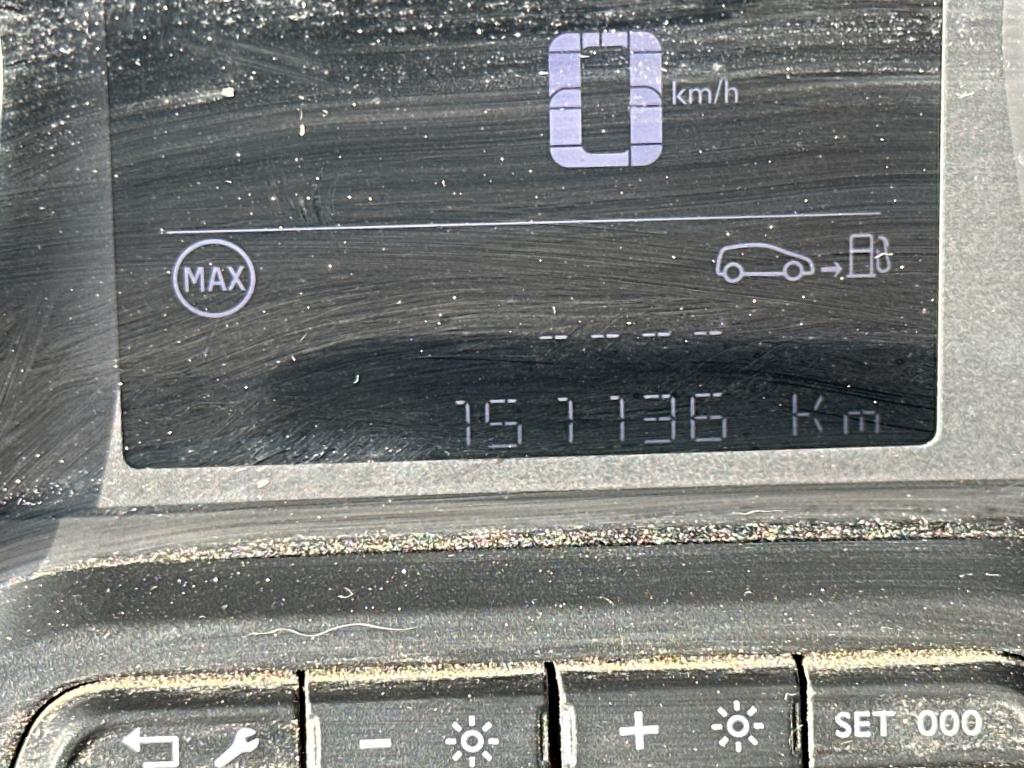 0 km/h
MAX
----
151136 Km
- + SET 000